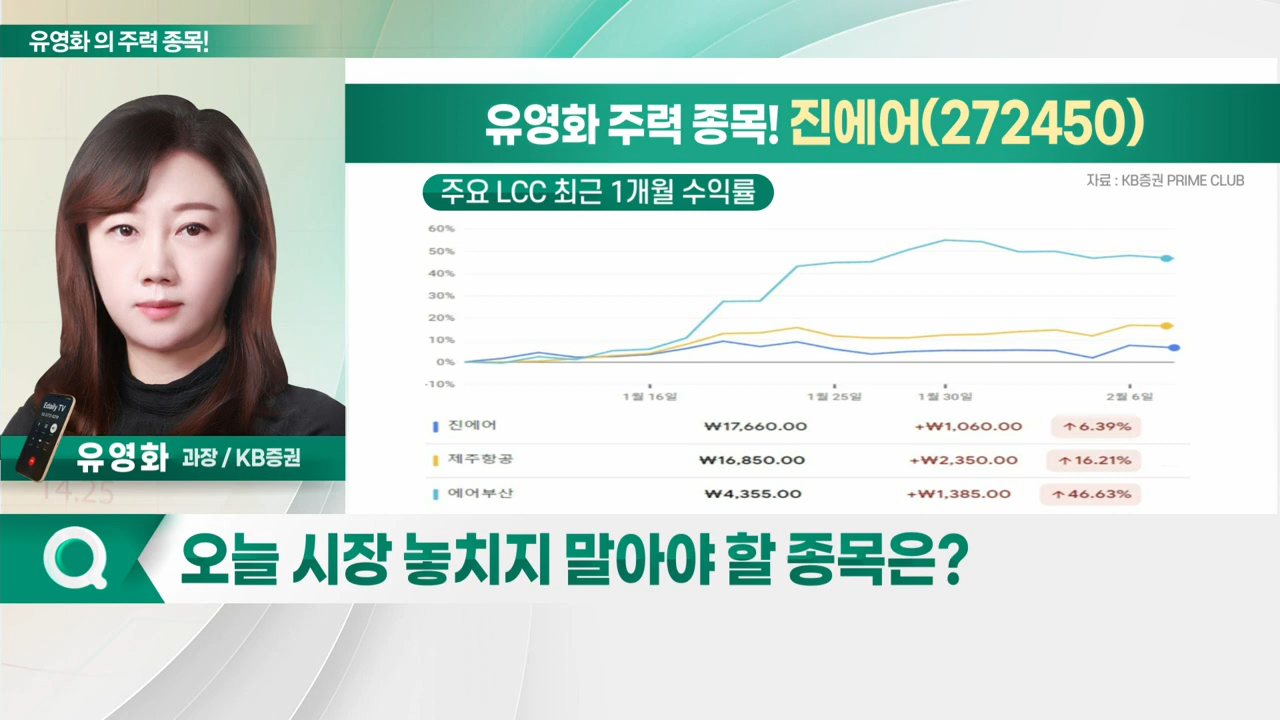 유영화 의 주력 종목!
유영화 주력 종목! 진에어(272450)
주요 LCC 최근 1개월 수익률
자료 : KB증권 PRIME CLUB
60%
50%
40%
30%
20%
10%
0%
-10%
1월 16일 1월 25일 1월 30일 2월 6일
진에어 ₩17,660.00 +₩1,060.00 ↑6.39%
제주항공 ₩16,850.00 +₩2,350.00 ↑16.21%
에어부산 ₩4,355.00 +₩1,385.00 ↑46.63%
Edaily TV
유영화 과장 / KB증권
14.25
오늘 시장 놓치지 말아야 할 종목은?